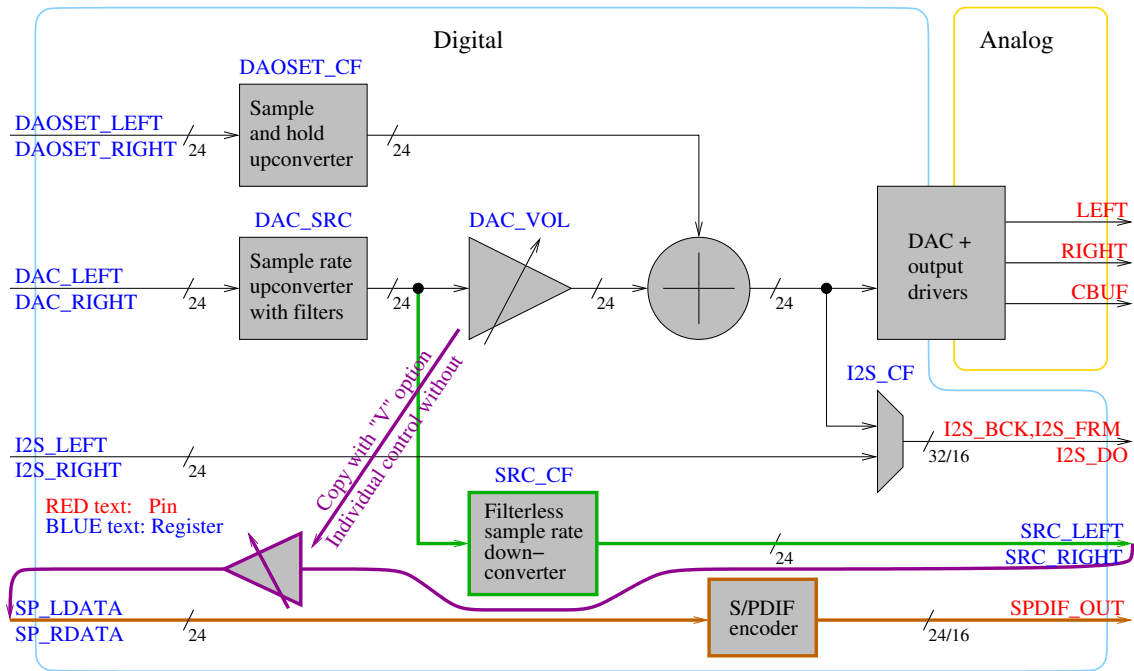 Digital
Analog
DAOSET_CF
Sample
and hold
upconverter
DAOSET_LEFT
DAOSET_RIGHT
24
24
DAC_SRC
DAC_VOL
LEFT
DAC +
output
drivers
RIGHT
CBUF
Sample rate
upconverter
with filters
DAC_LEFT
DAC_RIGHT
24
24
24
24
I2S_CF
Copy with "V" option
Individual control without
I2S_LEFT
I2S_RIGHT
24
I2S_BCK,I2S_FRM
I2S_DO
32/16
SRC_CF
RED text: Pin
BLUE text: Register
Filterless
sample rate
down−
converter
SRC_LEFT
SRC_RIGHT
24
SP_LDATA
SP_RDATA
24
S/PDIF
encoder
SPDIF_OUT
24/16